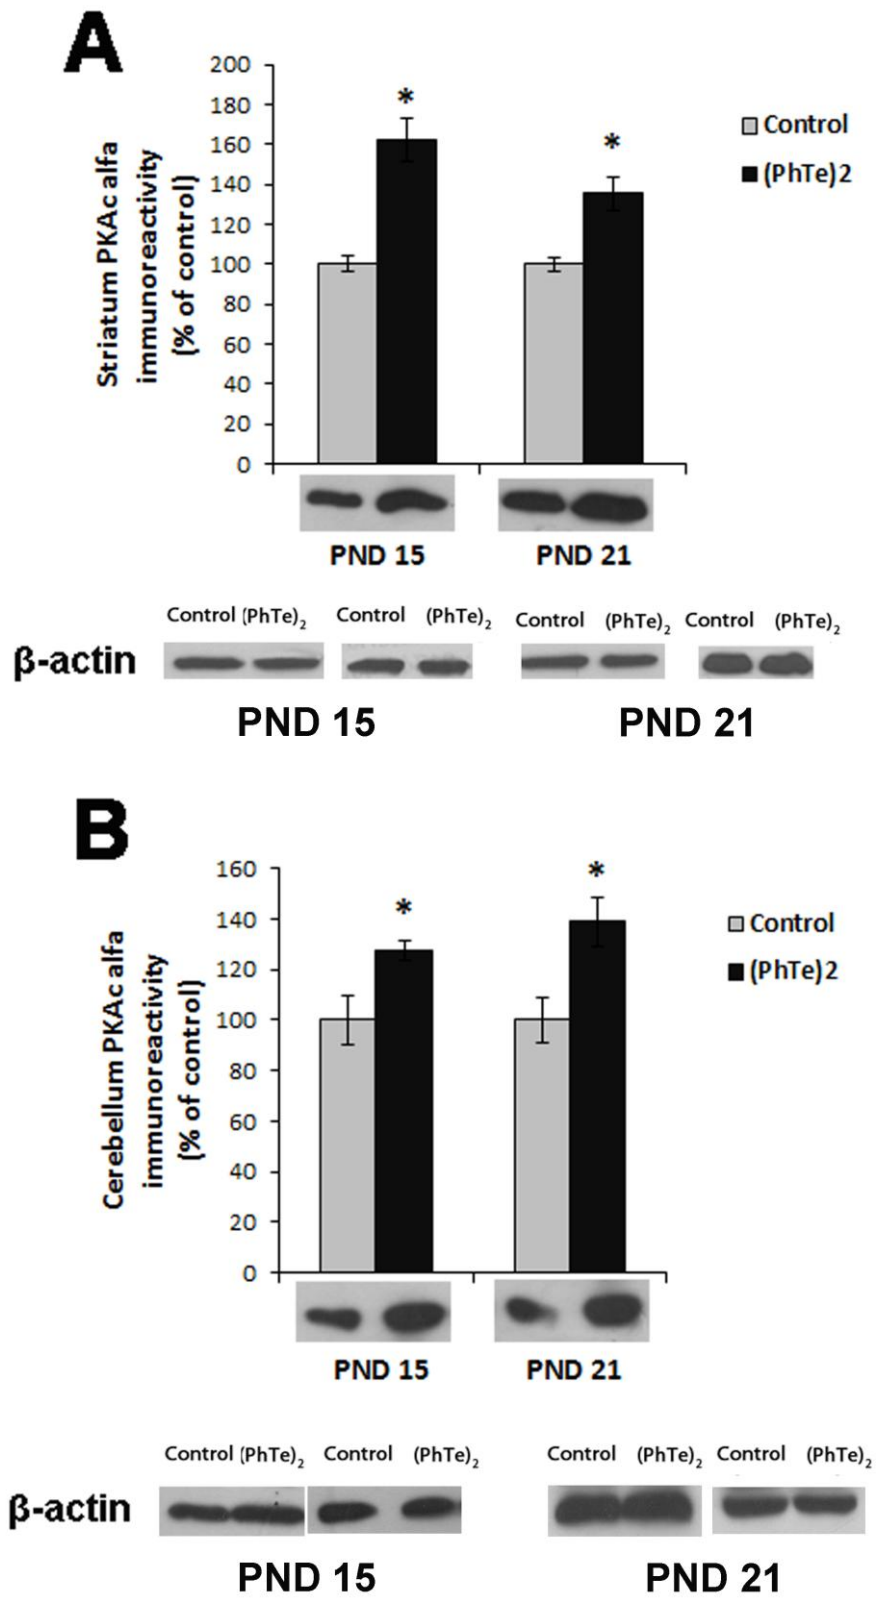 A
Striatum PKAc alfa
immunoreactivity
(% of control)
200
180
160
140
120
100
80
60
40
20
0
*
*
Control
(PhTe)2
PND 15
PND 21
Control (PhTe)2
Control (PhTe)2
Control (PhTe)2
Control (PhTe)2
β-actin
PND 15
PND 21
B
Cerebellum PKAc alfa
immunoreactivity
(% of control)
160
140
120
100
80
60
40
20
0
*
*
Control
(PhTe)2
PND 15
PND 21
Control (PhTe)2
Control (PhTe)2
Control (PhTe)2
Control (PhTe)2
β-actin
PND 15
PND 21